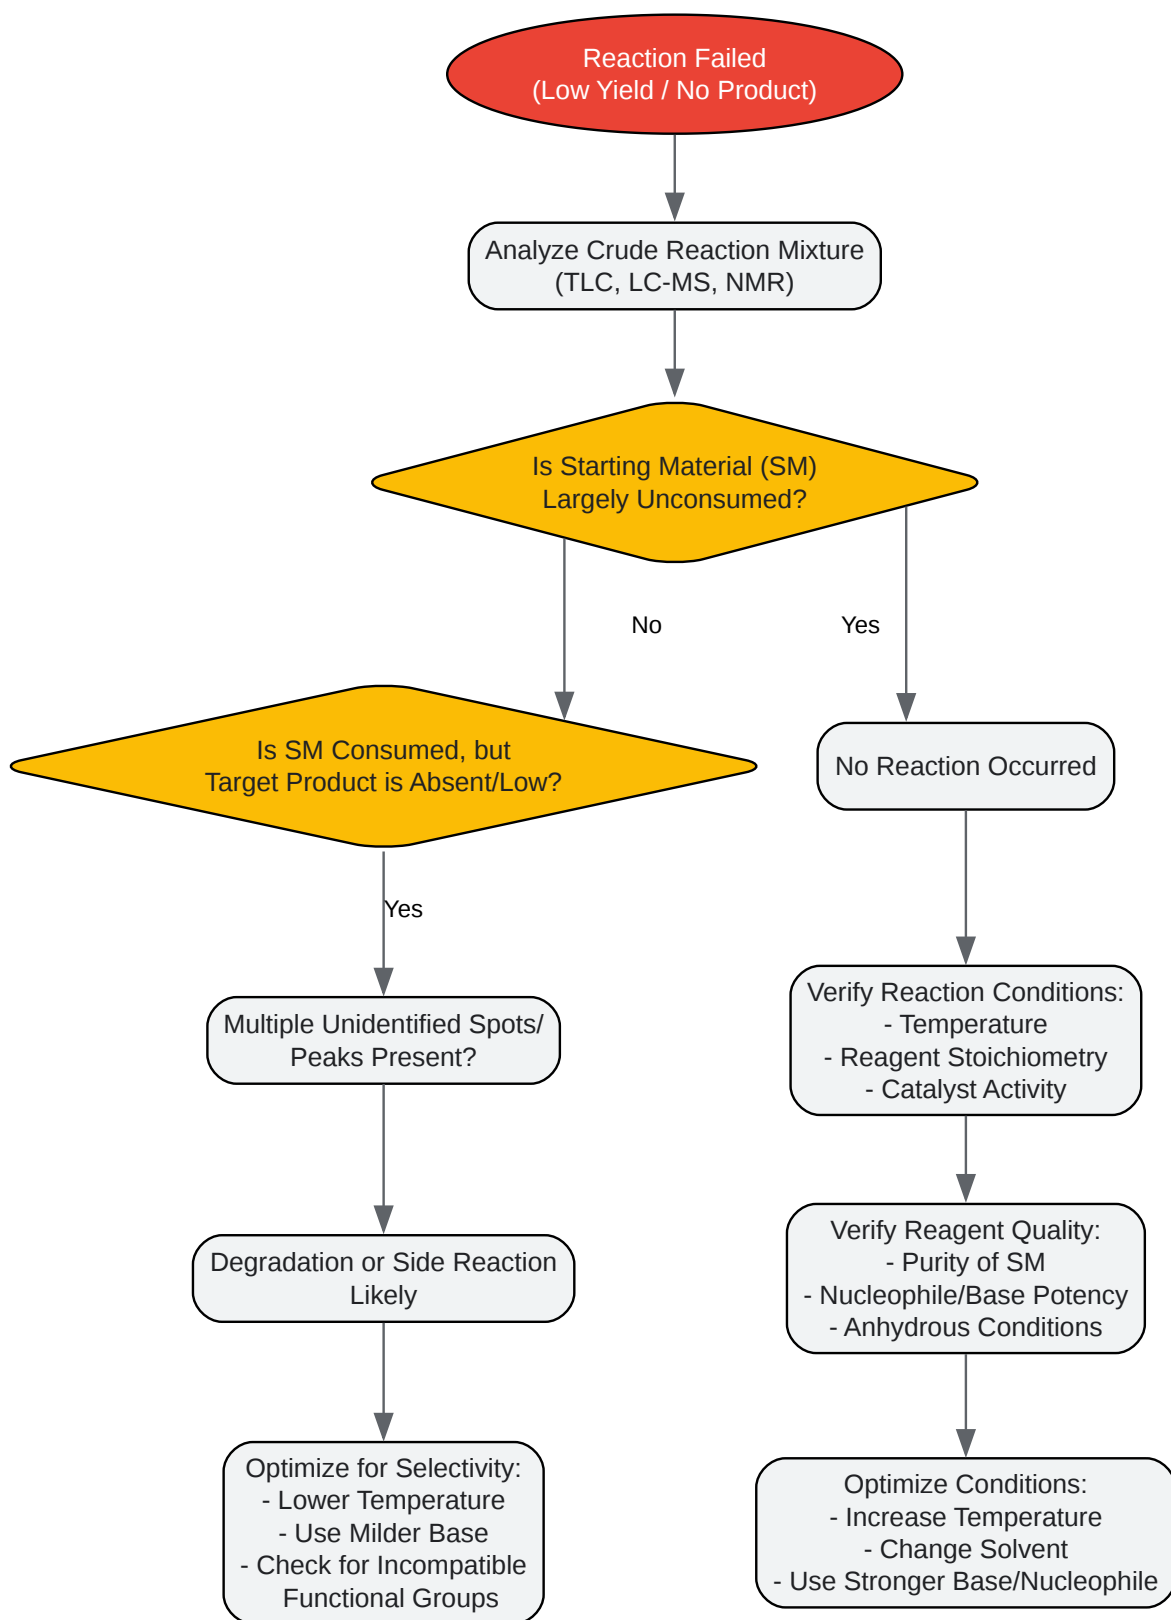 Reaction Failed
(Low Yield / No Product)
Analyze Crude Reaction Mixture
(TLC, LC-MS, NMR)
Is Starting Material (SM)
Largely Unconsumed?
No
Yes
Is SM Consumed, but
Target Product is Absent/Low?
No Reaction Occurred
Yes
Multiple Unidentified Spots/
Peaks Present?
Verify Reaction Conditions:
- Temperature
- Reagent Stoichiometry
- Catalyst Activity
Degradation or Side Reaction
Likely
Verify Reagent Quality:
- Purity of SM
- Nucleophile/Base Potency
- Anhydrous Conditions
Optimize for Selectivity:
- Lower Temperature
- Use Milder Base
- Check for Incompatible
Functional Groups
Optimize Conditions:
- Increase Temperature
- Change Solvent
- Use Stronger Base/Nucleophile